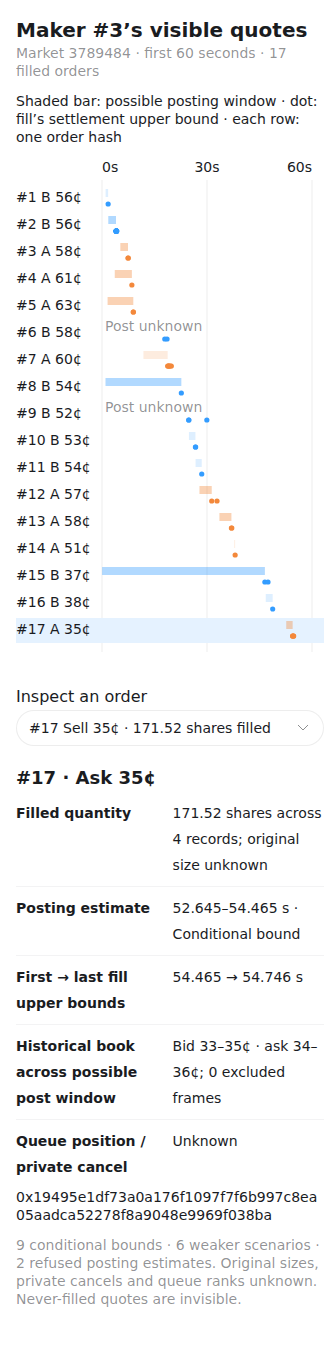 Maker #3’s visible quotes
Market 3789484 · first 60 seconds · 17
filled orders
Shaded bar: possible posting window · dot:
fill’s settlement upper bound · each row:
one order hash
0s 30s 60s
#1 B 56¢
#2 B 56¢
#3 A 58¢
#4 A 61¢
#5 A 63¢
#6 B 58¢ Post unknown
#7 A 60¢
#8 B 54¢
#9 B 52¢ Post unknown
#10 B 53¢
#11 B 54¢
#12 A 57¢
#13 A 58¢
#14 A 51¢
#15 B 37¢
#16 B 38¢
#17 A 35¢
Inspect an order
#17 Sell 35¢ · 171.52 shares filled
#17 · Ask 35¢
Filled quantity 171.52 shares across
4 records; original
size unknown
Posting estimate 52.645–54.465 s ·
Conditional bound
First → last fill 54.465 → 54.746 s
upper bounds
Historical book Bid 33–35¢ · ask 34–
across possible 36¢; 0 excluded
post window frames
Queue position / Unknown
private cancel
0x19495e1df73a0a176f1097f7f6b997c8ea
05aadca52278f8a9048e9969f038ba
9 conditional bounds · 6 weaker scenarios ·
2 refused posting estimates. Original sizes,
private cancels and queue ranks unknown.
Never-filled quotes are invisible.